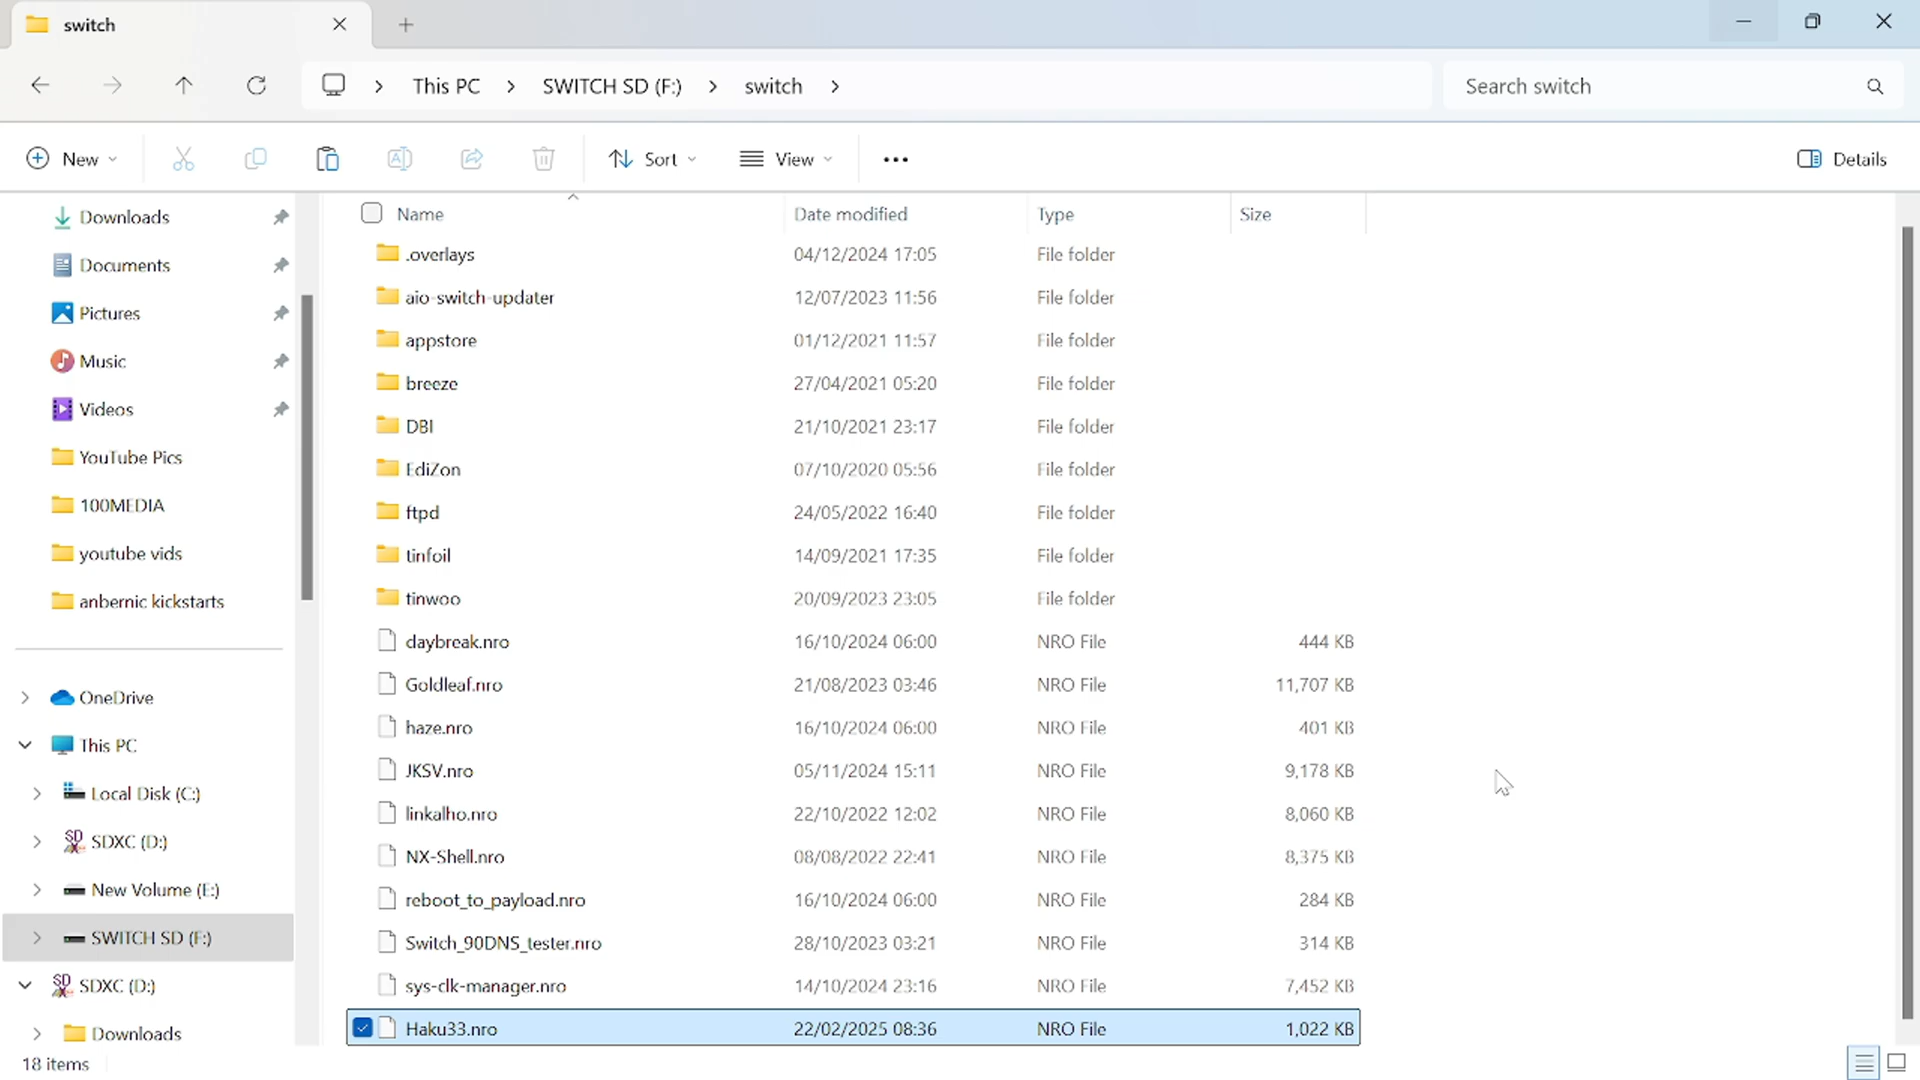 switch
This PC > SWITCH SD (F:) > switch >
Search switch
New
Sort
View
Details
Downloads
Documents
Pictures
Music
Videos
YouTube Pics
100MEDIA
youtube vids
anbernic kickstarts
OneDrive
This PC
Local Disk (C:)
SDXC (D:)
New Volume (E:)
SWITCH SD (F:)
SDXC (D:)
Downloads
Name Date modified Type Size
.overlays 04/12/2024 17:05 File folder
aio-switch-updater 12/07/2023 11:56 File folder
appstore 01/12/2021 11:57 File folder
breeze 27/04/2021 05:20 File folder
DBI 21/10/2021 23:17 File folder
EdiZon 07/10/2020 05:56 File folder
ftpd 24/05/2022 16:40 File folder
tinfoil 14/09/2021 17:35 File folder
tinwoo 20/09/2023 23:05 File folder
daybreak.nro 16/10/2024 06:00 NRO File 444 KB
Goldleaf.nro 21/08/2023 03:46 NRO File 11,707 KB
haze.nro 16/10/2024 06:00 NRO File 401 KB
JKSV.nro 05/11/2024 15:11 NRO File 9,178 KB
linkalho.nro 22/10/2022 12:02 NRO File 8,060 KB
NX-Shell.nro 08/08/2022 22:41 NRO File 8,375 KB
reboot_to_payload.nro 16/10/2024 06:00 NRO File 284 KB
Switch_90DNS_tester.nro 28/10/2023 03:21 NRO File 314 KB
sys-clk-manager.nro 14/10/2024 23:16 NRO File 7,452 KB
Haku33.nro 22/02/2025 08:36 NRO File 1,022 KB
18 items